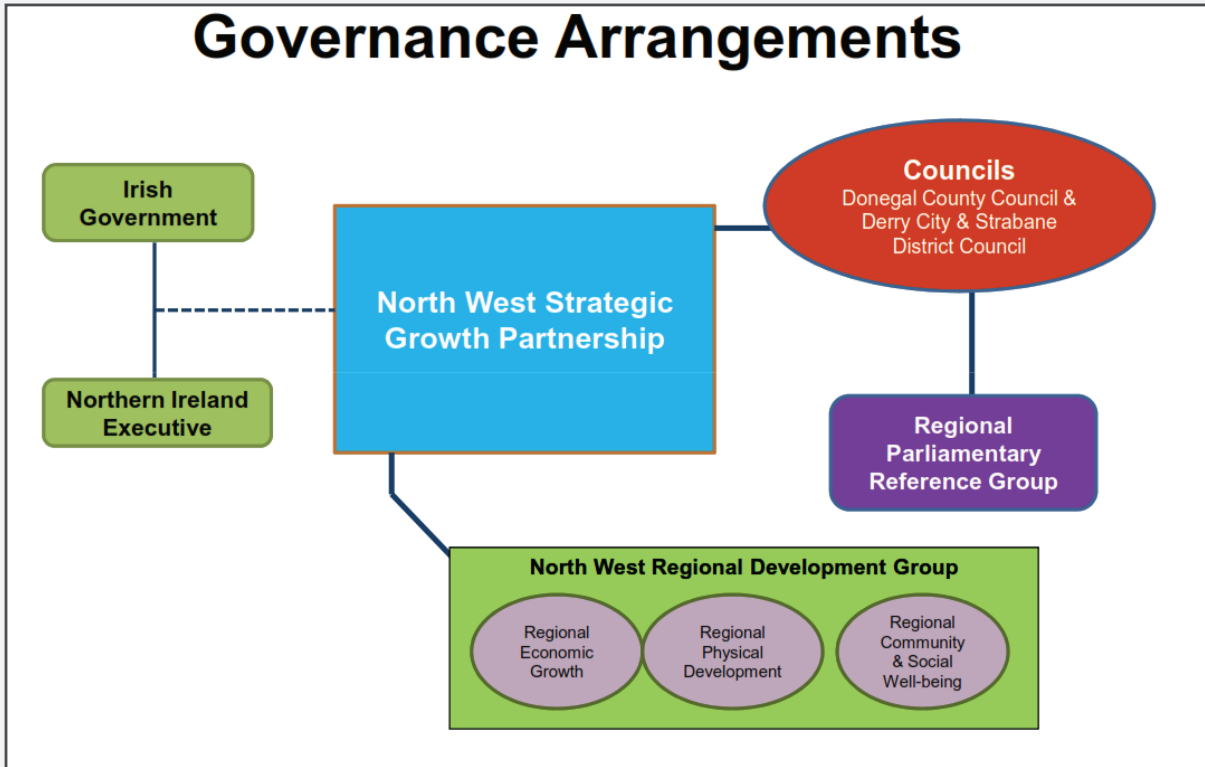 Governance Arrangements
Irish
Government
Northern Ireland
Executive
North West Strategic
Growth Partnership
Councils
Donegal County Council &
Derry City & Strabane
District Council
Regional
Parliamentary
Reference Group
North West Regional Development Group
Regional
Economic
Growth
Regional
Physical
Development
Regional
Community
& Social
Well-being